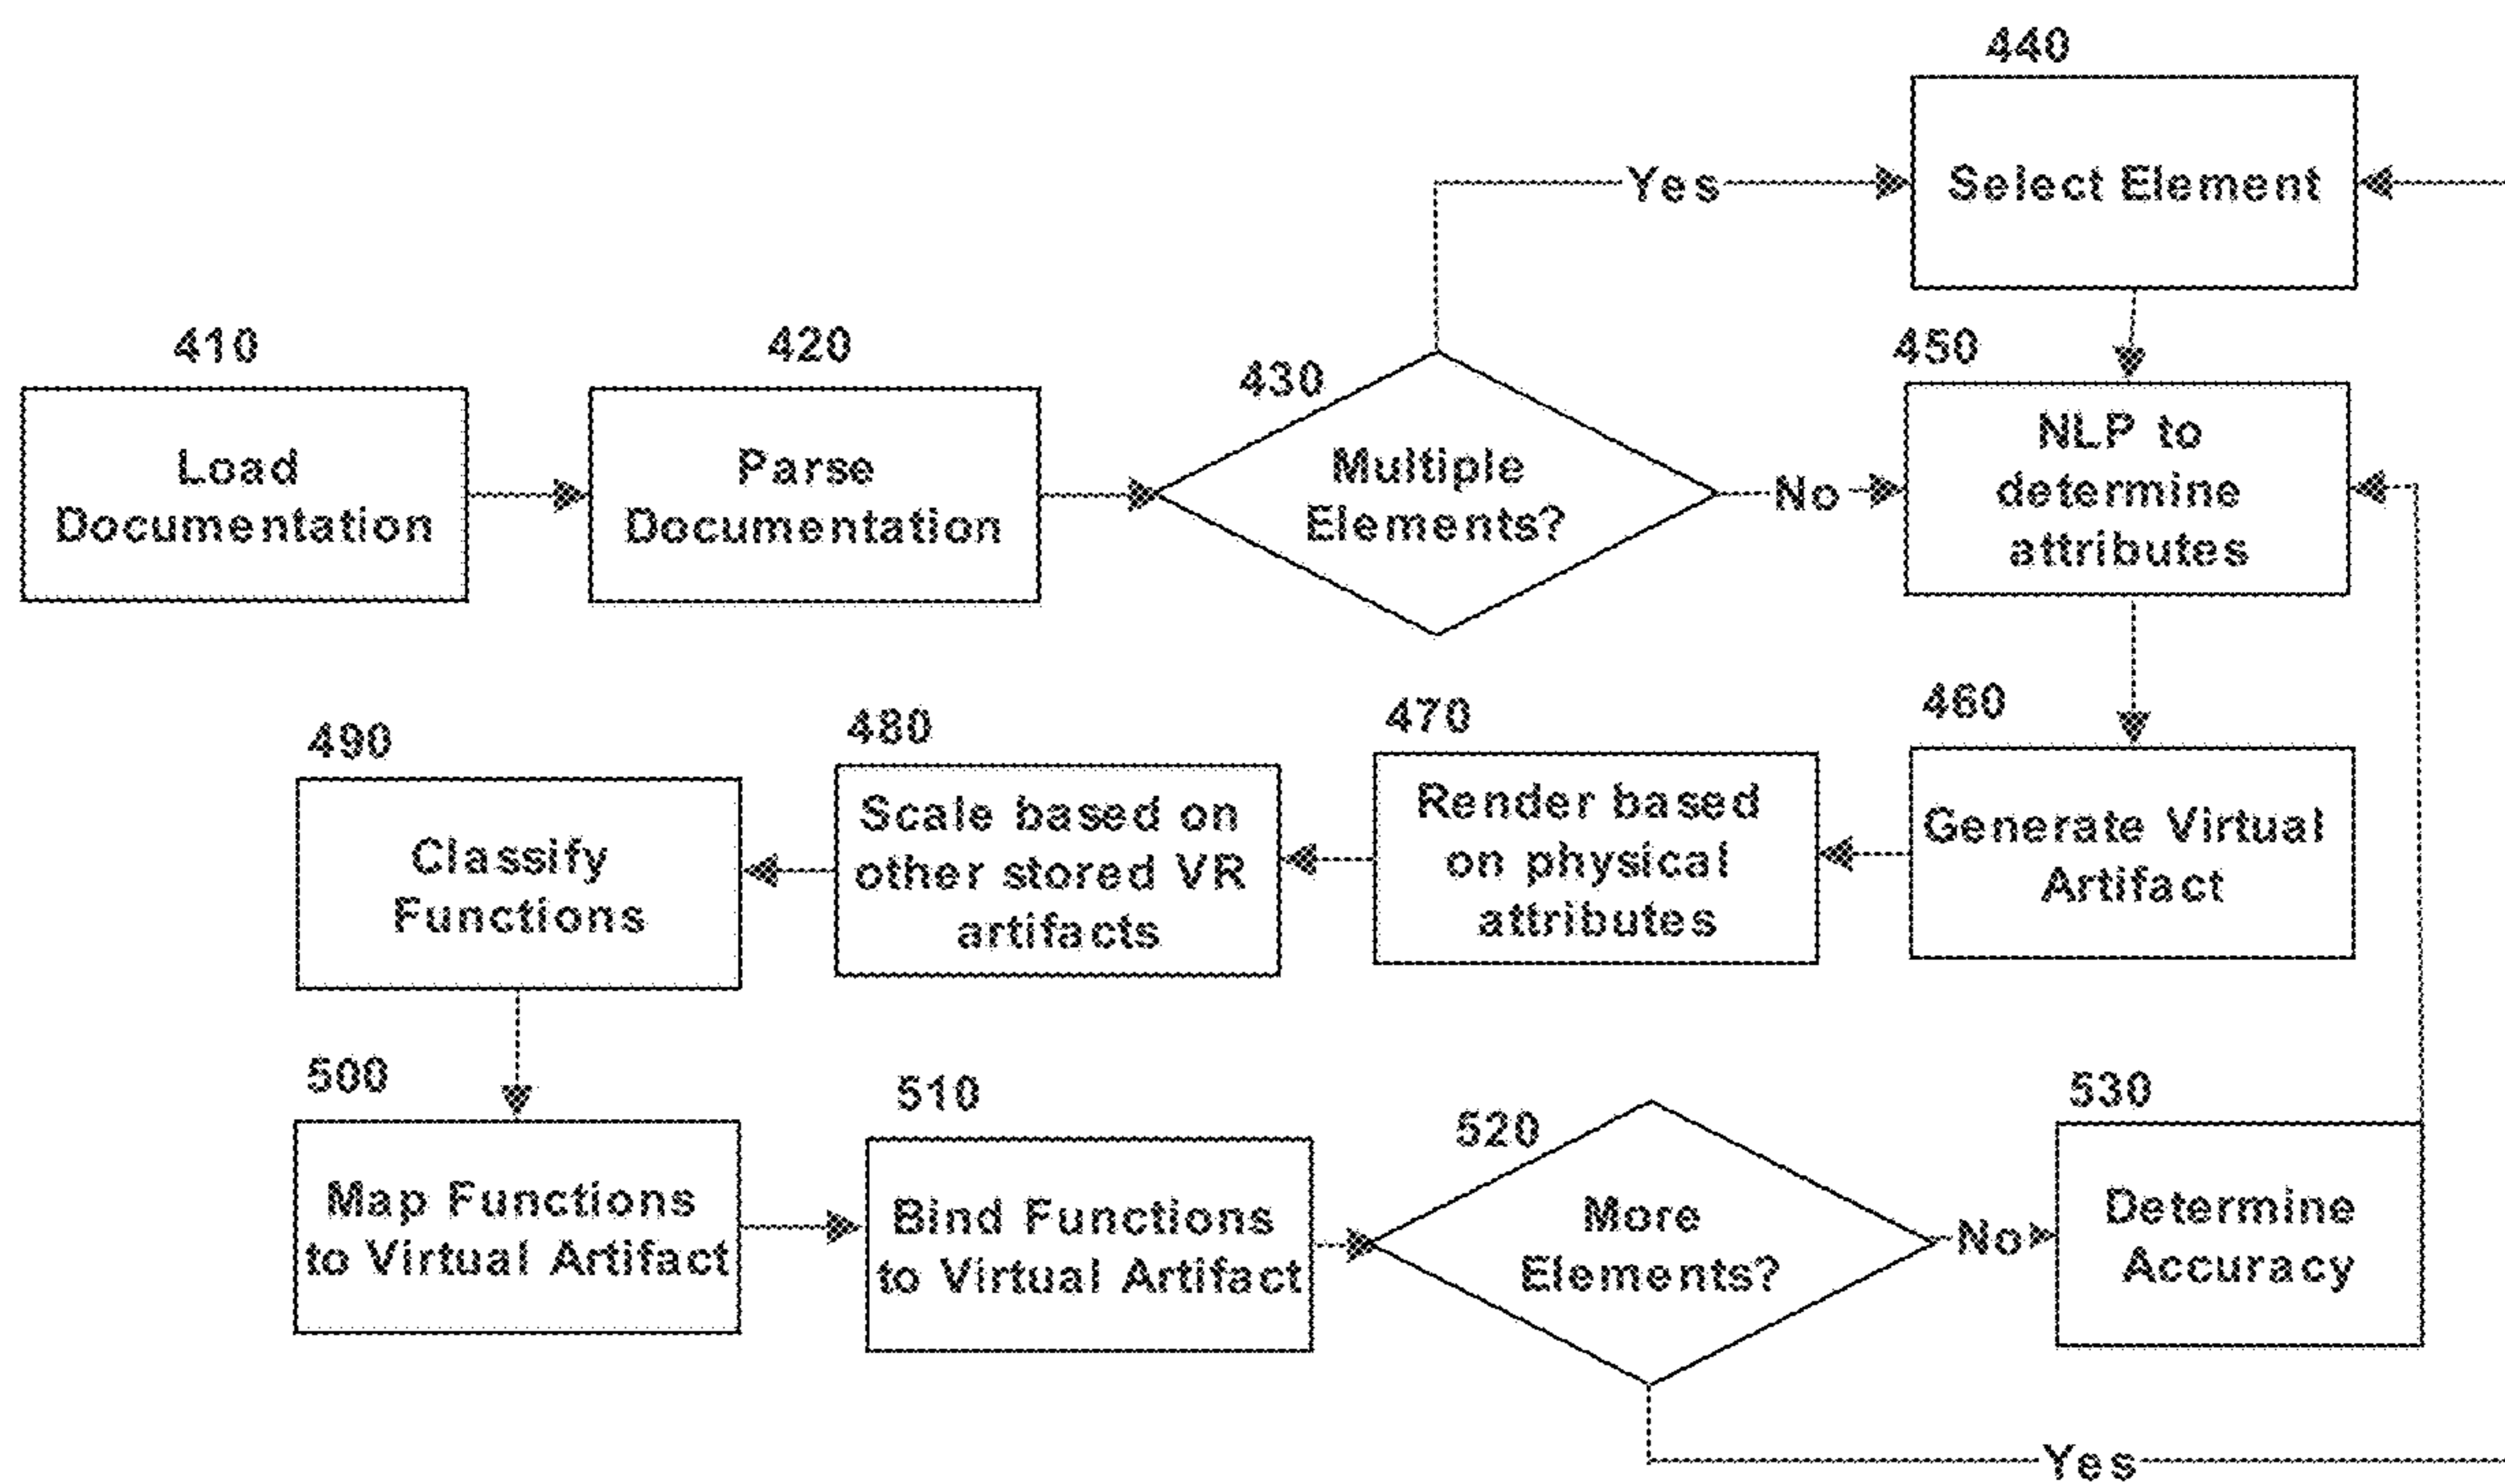 440
Select Element
Yes
410
Load
Documentation
420
Parse
Documentation
430
Multiple
Elements?
No
450
NLP to
determine
attributes
460
Generate Virtual
Artifact
470
Render based
on physical
attributes
480
Scale based on
other stored VR
artifacts
490
Classify
Functions
500
Map Functions
to Virtual Artifact
510
Bind Functions
to Virtual Artifact
520
More
Elements?
No
530
Determine
Accuracy
Yes